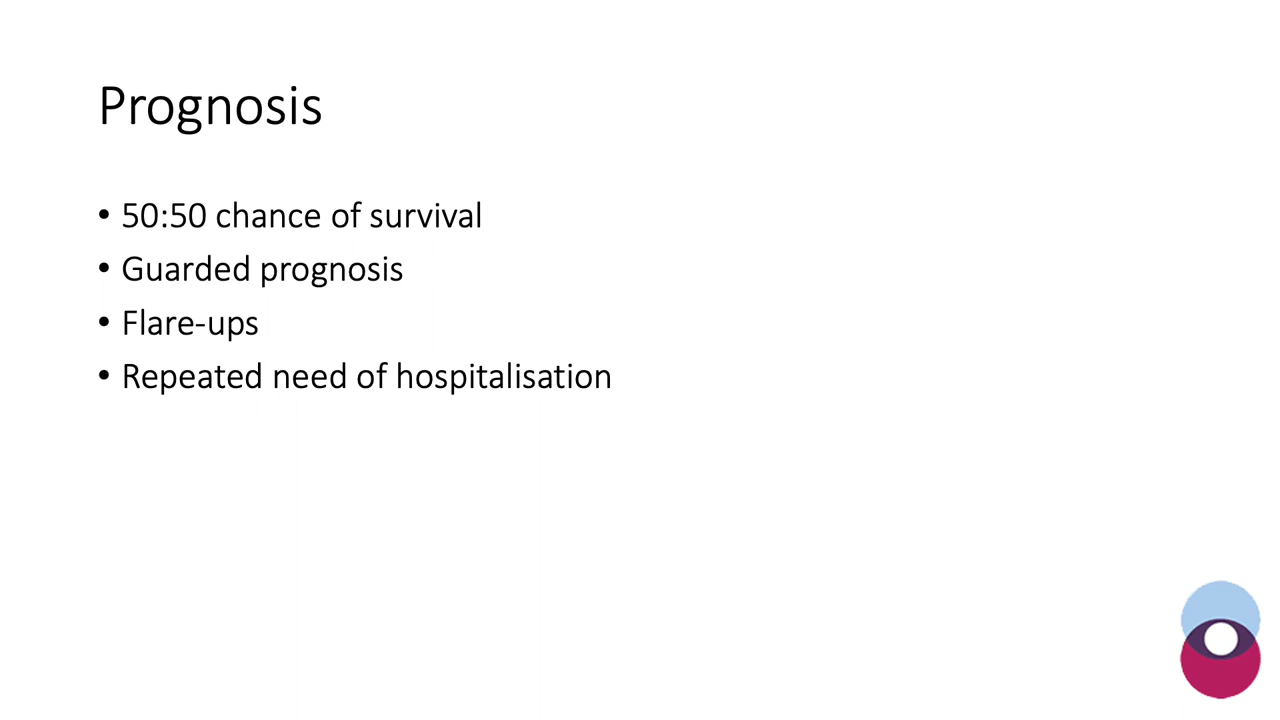 Prognosis
• 50:50 chance of survival
• Guarded prognosis
• Flare-ups
• Repeated need of hospitalisation